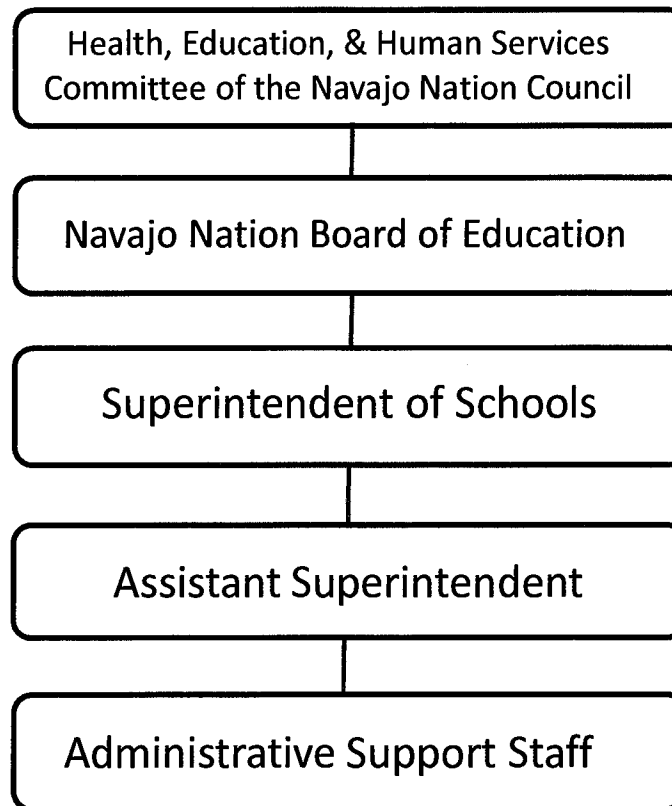 Health, Education, & Human Services
Committee of the Navajo Nation Council
Navajo Nation Board of Education
Superintendent of Schools
Assistant Superintendent
Administrative Support Staff